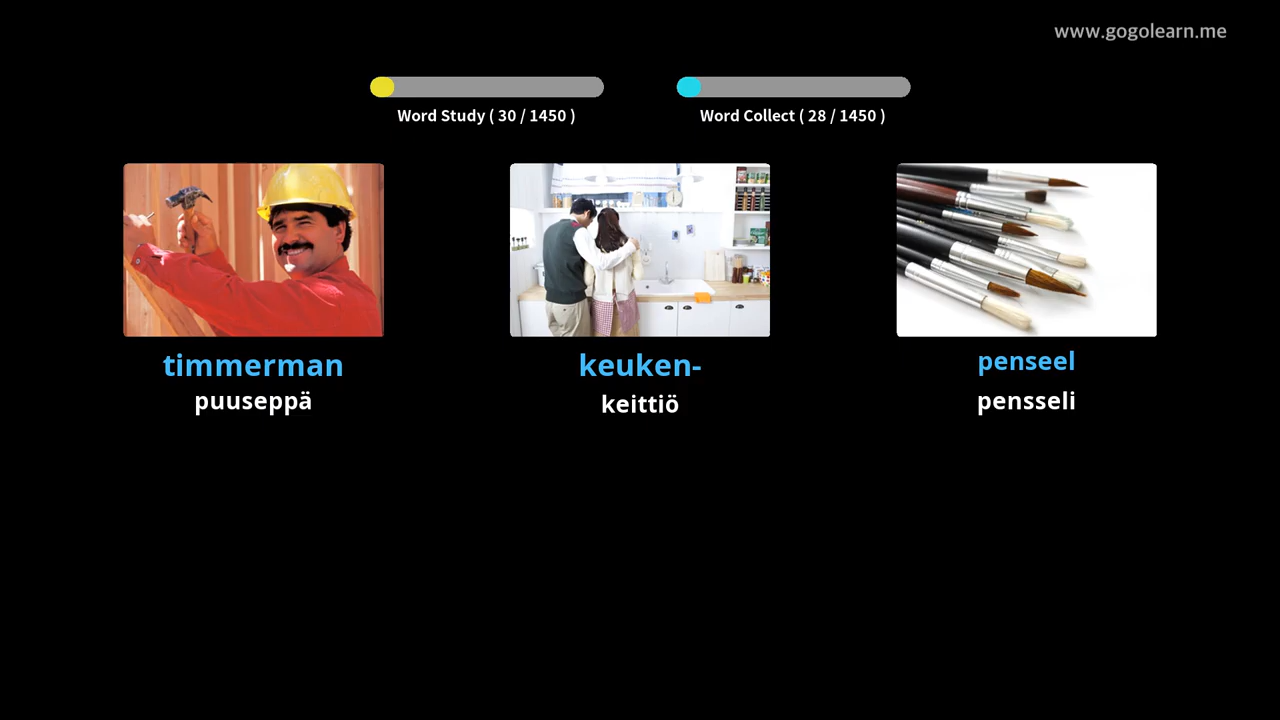 www.gogolearn.me
Word Study ( 30 / 1450 )
Word Collect ( 28 / 1450 )
timmerman
puuseppä
keuken-
keittiö
penseel
pensseli